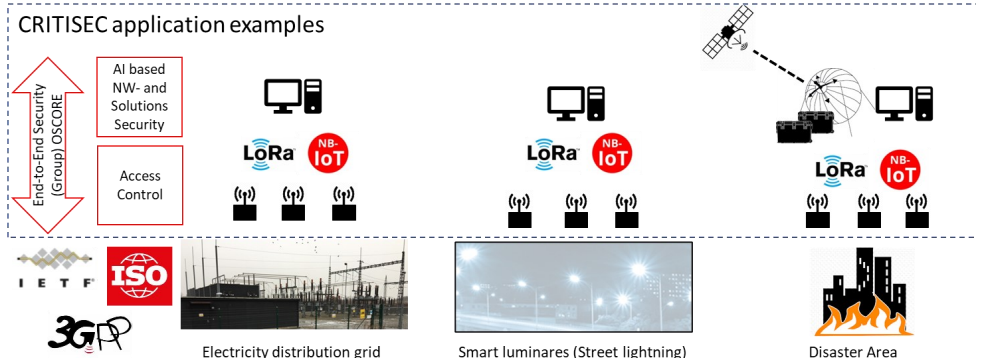 CRITISEC application examples
End-to-End Security
(Group) OSCORE
AI based
NW- and
Solutions
Security
Access
Control
LoRa
NB-
IoT
LoRa
NB-
IoT
LoRa
NB-
IoT
I E T F
ISO
3GPP
Electricity distribution grid
Smart luminares (Street lightning)
Disaster Area